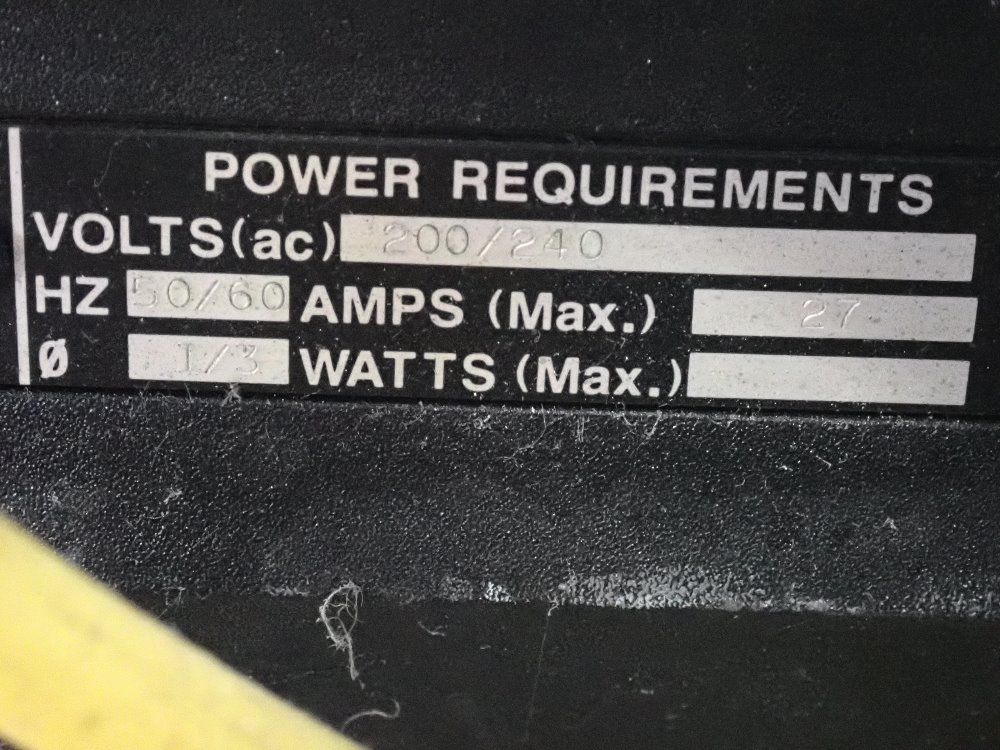 POWER REQUIREMENTS
VOLTS(ac) 200/240
HZ 50/60 AMPS (Max.) 27
Ø 1/3 WATTS (Max.)